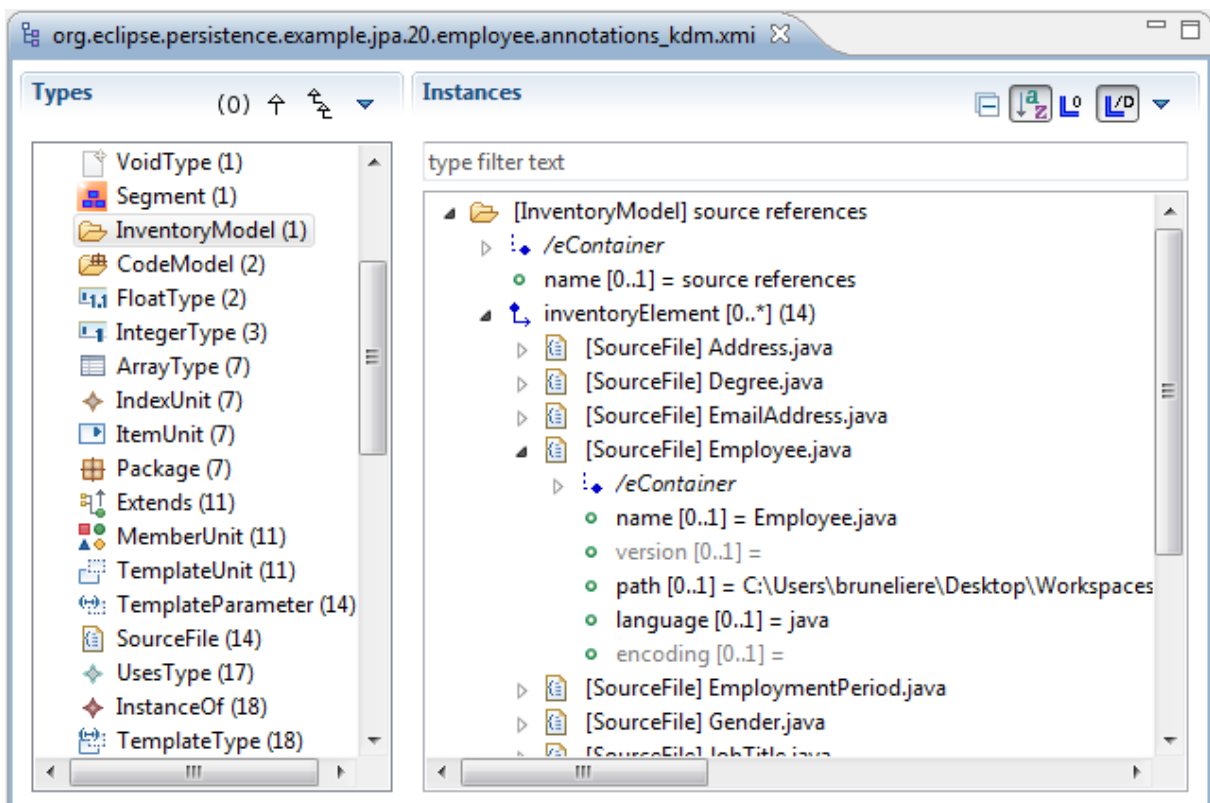 org.eclipse.persistence.example.jpa.20.employee.annotations_kdm.xmi
Types
(0)
VoidType (1)
Segment (1)
InventoryModel (1)
CodeModel (2)
FloatType (2)
IntegerType (3)
ArrayType (7)
IndexUnit (7)
ItemUnit (7)
Package (7)
Extends (11)
MemberUnit (11)
TemplateUnit (11)
TemplateParameter (14)
SourceFile (14)
UsesType (17)
InstanceOf (18)
TemplateType (18)
Instances
type filter text
[InventoryModel] source references
/eContainer
name [0..1] = source references
inventoryElement [0..*] (14)
[SourceFile] Address.java
[SourceFile] Degree.java
[SourceFile] EmailAddress.java
[SourceFile] Employee.java
/eContainer
name [0..1] = Employee.java
version [0..1] =
path [0..1] = C:\Users\bruneliere\Desktop\Workspaces
language [0..1] = java
encoding [0..1] =
[SourceFile] EmploymentPeriod.java
[SourceFile] Gender.java
[SourceFile] JobTitle.java